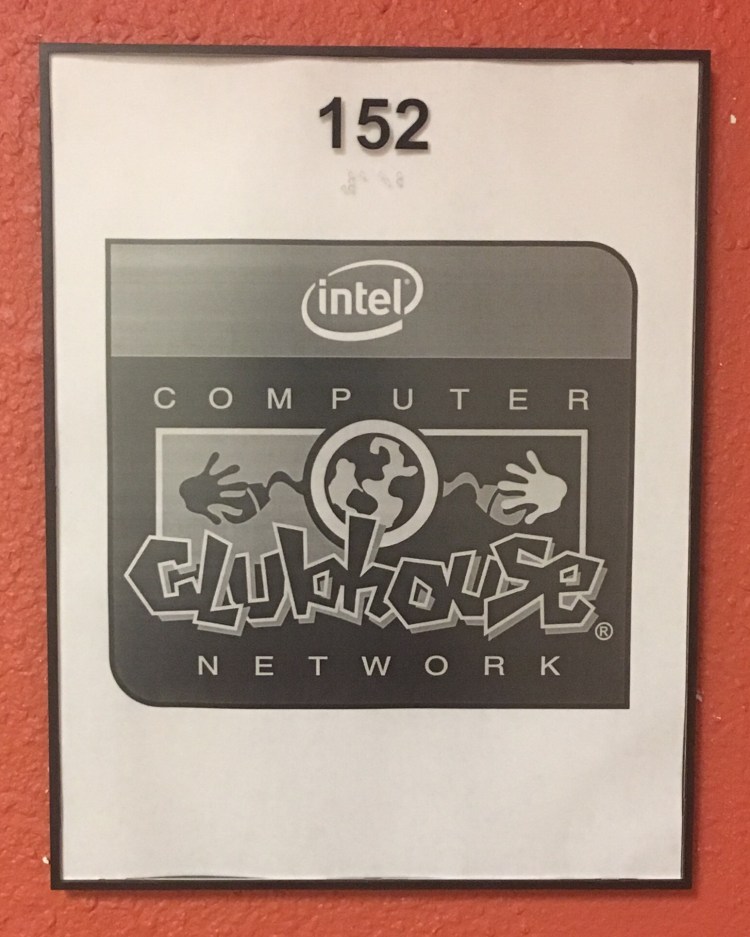 152
intel
COMPUTER
clubhouse®
NETWORK